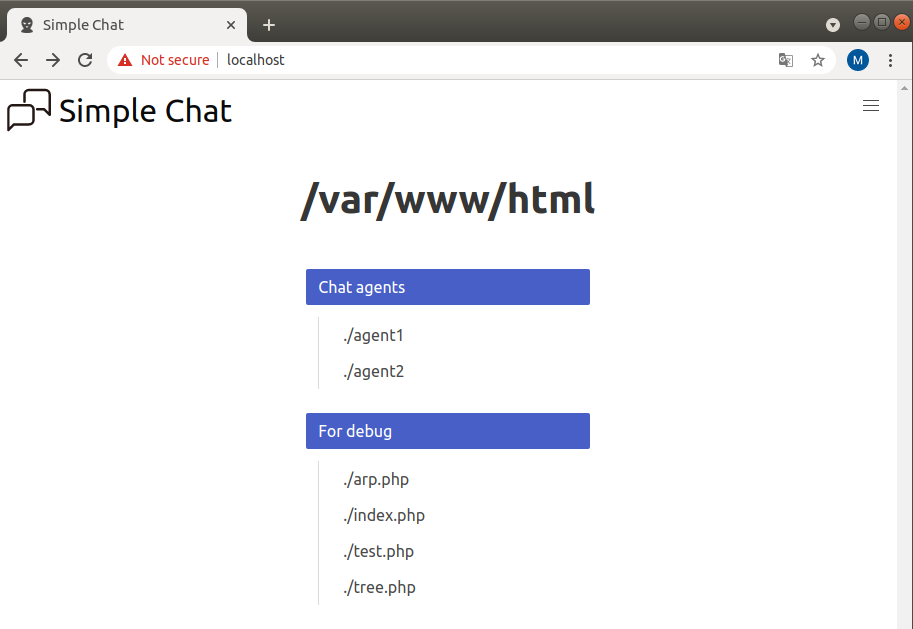 Simple Chat
Not secure | localhost
M
Simple Chat
/var/www/html
Chat agents
./agent1
./agent2
For debug
./arp.php
./index.php
./test.php
./tree.php